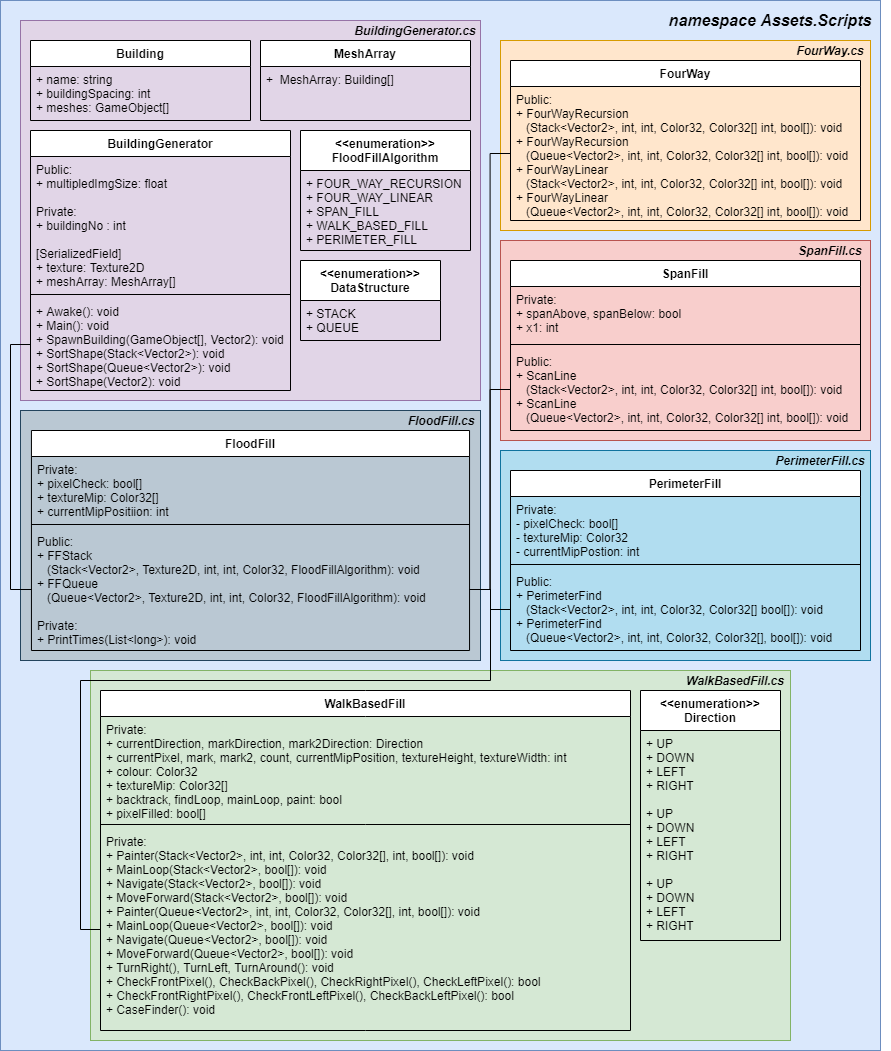 namespace Assets.Scripts
BuildingGenerator.cs
Building
+ name: string
+ buildingSpacing: int
+ meshes: GameObject[]
MeshArray
+ MeshArray: Building[]
BuildingGenerator
Public:
+ multipledImgSize: float
Private:
+ buildingNo : int
[SerializedField]
+ texture: Texture2D
+ meshArray: MeshArray[]
+ Awake(): void
+ Main(): void
+ SpawnBuilding(GameObject[], Vector2): void
+ SortShape(Stack<Vector2>): void
+ SortShape(Queue<Vector2>): void
+ SortShape(Vector2): void
<<enumeration>>
FloodFillAlgorithm
+ FOUR_WAY_RECURSION
+ FOUR_WAY_LINEAR
+ SPAN_FILL
+ WALK_BASED_FILL
+ PERIMETER_FILL
<<enumeration>>
DataStructure
+ STACK
+ QUEUE
FourWay.cs
FourWay
Public:
+ FourWayRecursion
(Stack<Vector2>, int, int, Color32, Color32[] int, bool[]): void
+ FourWayRecursion
(Queue<Vector2>, int, int, Color32, Color32[] int, bool[]): void
+ FourWayLinear
(Stack<Vector2>, int, int, Color32, Color32[] int, bool[]): void
+ FourWayLinear
(Queue<Vector2>, int, int, Color32, Color32[] int, bool[]): void
SpanFill.cs
SpanFill
Private:
+ spanAbove, spanBelow: bool
+ x1: int
Public:
+ ScanLine
(Stack<Vector2>, int, int, Color32, Color32[] int, bool[]): void
+ ScanLine
(Queue<Vector2>, int, int, Color32, Color32[] int, bool[]): void
FloodFill.cs
FloodFill
Private:
+ pixelCheck: bool[]
+ textureMip: Color32[]
+ currentMipPositiion: int
Public:
+ FFStack
(Stack<Vector2>, Texture2D, int, int, Color32, FloodFillAlgorithm): void
+ FFQueue
(Queue<Vector2>, Texture2D, int, int, Color32, FloodFillAlgorithm): void
Private:
+ PrintTimes(List<long>): void
PerimeterFill.cs
PerimeterFill
Private:
- pixelCheck: bool[]
- textureMip: Color32
- currentMipPostion: int
Public:
+ PerimeterFind
(Stack<Vector2>, int, int, Color32, Color32[] bool[]): void
+ PerimeterFind
(Queue<Vector2>, int, int, Color32, Color32[], bool[]): void
WalkBasedFill.cs
WalkBasedFill
Private:
+ currentDirection, markDirection, mark2Direction: Direction
+ currentPixel, mark, mark2, count, currentMipPosition, textureHeight, textureWidth: int
+ colour: Color32
+ textureMip: Color32[]
+ backtrack, findLoop, mainLoop, paint: bool
+ pixelFilled: bool[]
Private:
+ Painter(Stack<Vector2>, int, int, Color32, Color32[], int, bool[]): void
+ MainLoop(Stack<Vector2>, bool[]): void
+ Navigate(Stack<Vector2>, bool[]): void
+ MoveForward(Stack<Vector2>, bool[]): void
+ Painter(Queue<Vector2>, int, int, Color32, Color32[], int, bool[]): void
+ MainLoop(Queue<Vector2>, bool[]): void
+ Navigate(Queue<Vector2>, bool[]): void
+ MoveForward(Queue<Vector2>, bool[]): void
+ TurnRight(), TurnLeft, TurnAround(): void
+ CheckFrontPixel(), CheckBackPixel(), CheckRightPixel(), CheckLeftPixel(): bool
+ CheckFrontRightPixel(), CheckFrontLeftPixel(), CheckBackLeftPixel(): bool
+ CaseFinder(): void
<<enumeration>>
Direction
+ UP
+ DOWN
+ LEFT
+ RIGHT
+ UP
+ DOWN
+ LEFT
+ RIGHT
+ UP
+ DOWN
+ LEFT
+ RIGHT